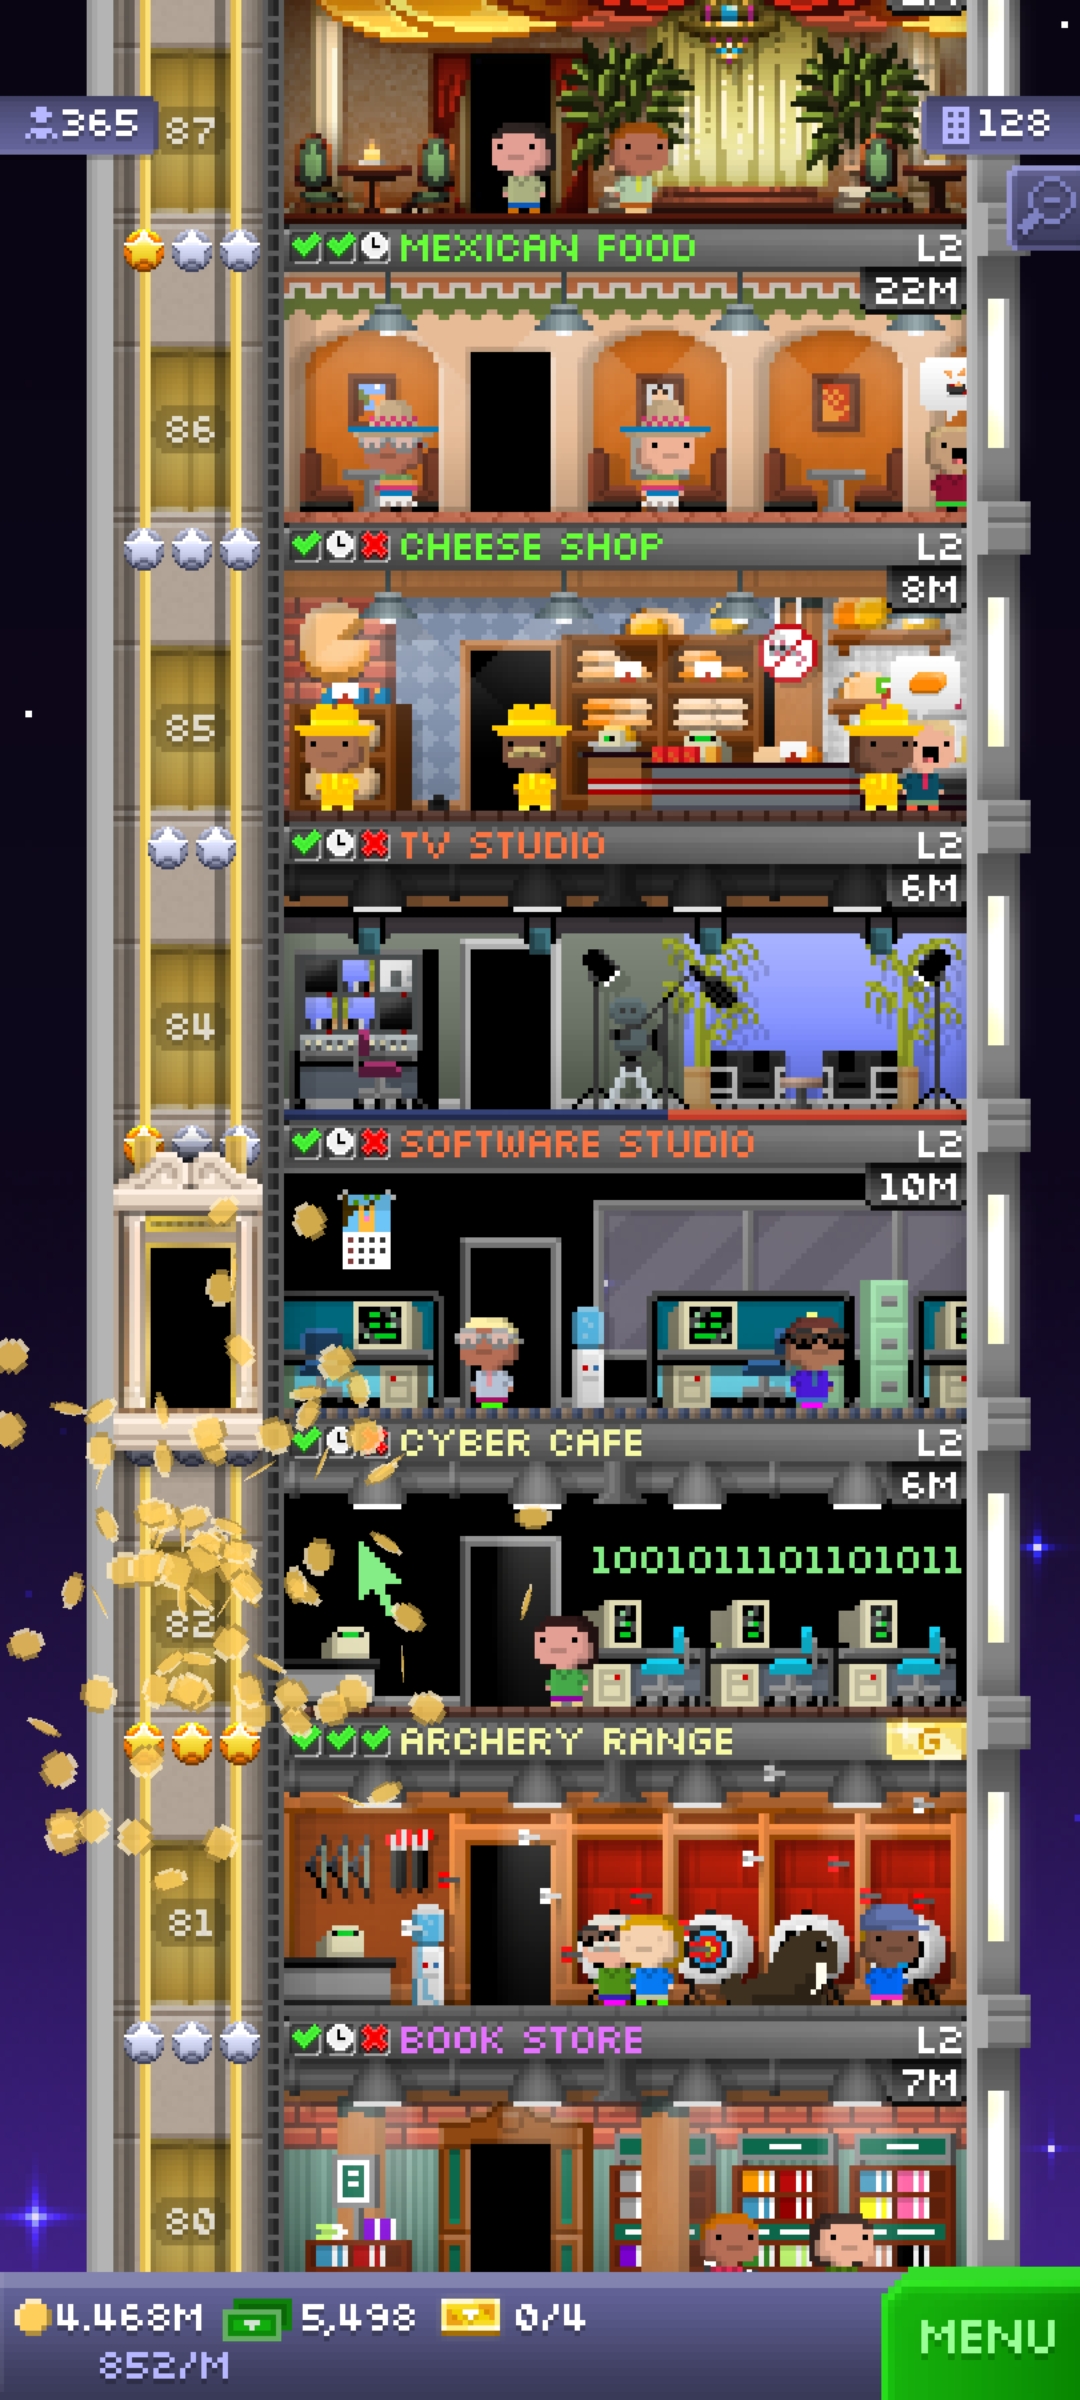 365
87
128
MEXICAN FOOD L2
22M
86
CHEESE SHOP L2
8M
85
TV STUDIO L2
6M
84
SOFTWARE STUDIO L2
10M
CYBER CAFE L2
6M
1001011101101011
82
ARCHERY RANGE G
81
BOOK STORE L2
7M
80
4.468M 5,498 0/4
852/M
MENU